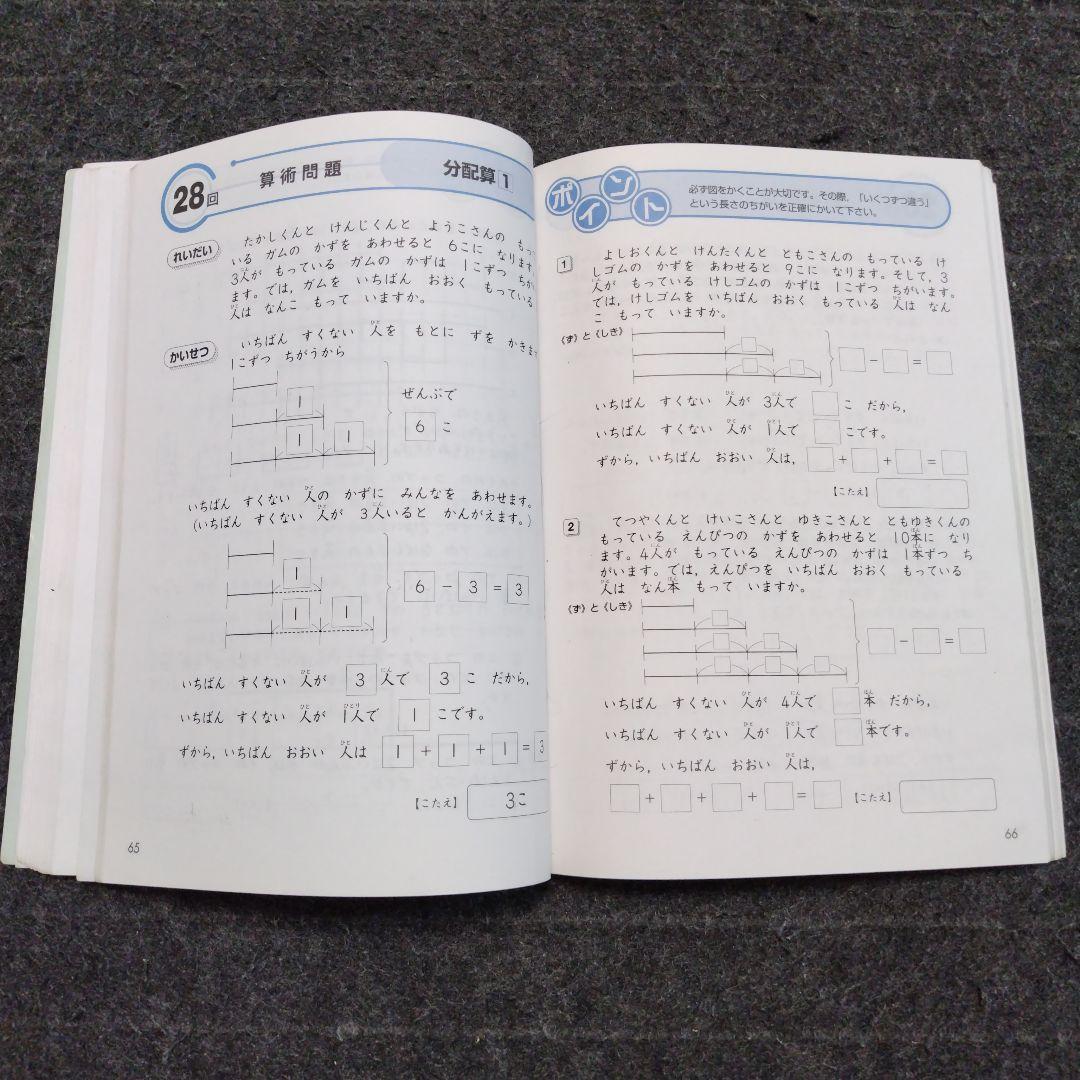 28回
算術問題
分配算1
れいだい
たかしくんと けんじくんと ようこさんの
いる ガムの かずを あわせると 6こに なります。
3人が もっている ガムの かずは 1こずつ
ます。では、ガムを いちばん おおく もっている
人は なんこ もって いますか。
かいせつ
いちばん すくない 人を もとに ずを かきます
1こずつ ちがうから
1
1 1
ぜんぶで
6 こ
いちばん すくない 人の かずに みんなを あわせます。
(いちばん すくない 人が 3人いると かんがえます。)
1
1 1
6 − 3 = 3
いちばん すくない 人が 3 人で 3 こ だから,
いちばん すくない 人が 1人で 1 こです。
ずから, いちばん おおい 人は 1 + 1 + 1 = 3
【こたえ】 3こ
65
ポイント
必ず図をかくことが大切です。その際,「いくつずつ違う」
という長さのちがいを正確にかいて下さい。
1
よしおくんと けんたくんと ともこさんの もっている け
しゴムの かずを あわせると 9こに なります。そして, 3
人が もっている けしゴムの かずは 1こずつ ちがいます。
では, けしゴムを いちばん おおく もっている 人は なん
こ もって いますか。
《ず》と《しき》
□ − □ = □
いちばん すくない 人が 3人で □ こ だから,
いちばん すくない 人が 1人で □ こです。
ずから, いちばん おおい 人は, □ + □ + □ = □
【こたえ】
2
てつやくんと けいこさんと ゆきこさんと ともゆきくんの
もっている えんぴつの かずを あわせると 10本に なり
ます。4人が もっている えんぴつの かずは 1本ずつ ち
がいます。では, えんぴつを いちばん おおく もっている
人は なん本 もって いますか。
《ず》と《しき》
□ − □ = □
いちばん すくない 人が 4人で □ 本 だから,
いちばん すくない 人が 1人で □ 本です。
ずから, いちばん おおい 人は,
□ + □ + □ + □ = □ 【こたえ】
66